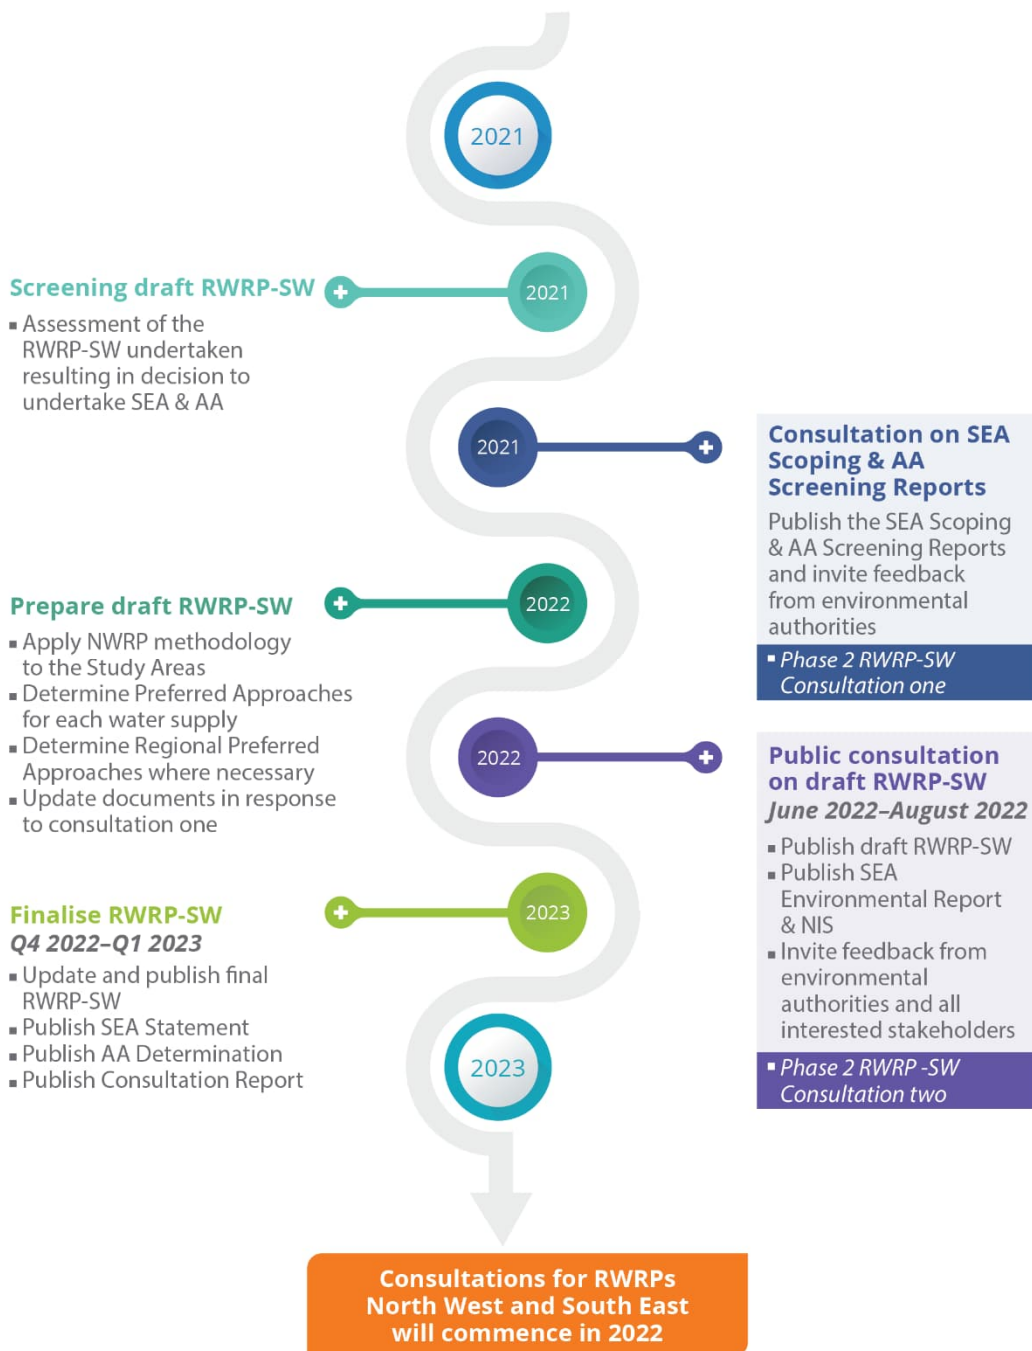 2021
2021
Screening draft RWRP-SW
▪ Assessment of the
RWRP-SW undertaken
resulting in decision to
undertake SEA & AA
2021
Consultation on SEA
Scoping & AA
Screening Reports
Publish the SEA Scoping
& AA Screening Reports
and invite feedback
from environmental
authorities
▪ Phase 2 RWRP-SW
Consultation one
2022
Prepare draft RWRP-SW
▪ Apply NWRP methodology
to the Study Areas
▪ Determine Preferred Approaches
for each water supply
▪ Determine Regional Preferred
Approaches where necessary
▪ Update documents in response
to consultation one
2022
Public consultation
on draft RWRP-SW
June 2022–August 2022
▪ Publish draft RWRP-SW
▪ Publish SEA
Environmental Report
& NIS
▪ Invite feedback from
environmental
authorities and all
interested stakeholders
▪ Phase 2 RWRP -SW
Consultation two
2023
Finalise RWRP-SW
Q4 2022–Q1 2023
▪ Update and publish final
RWRP-SW
▪ Publish SEA Statement
▪ Publish AA Determination
▪ Publish Consultation Report
2023
Consultations for RWRPs
North West and South East
will commence in 2022